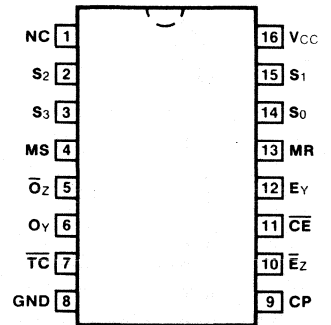 NC 1 16 VCC
S2 2 15 S1
S3 3 14 S0
MS 4 13 MR
O̅Z 5 12 EY
OY 6 11 C̅E̅
T̅C̅ 7 10 E̅Z
GND 8 9 CP